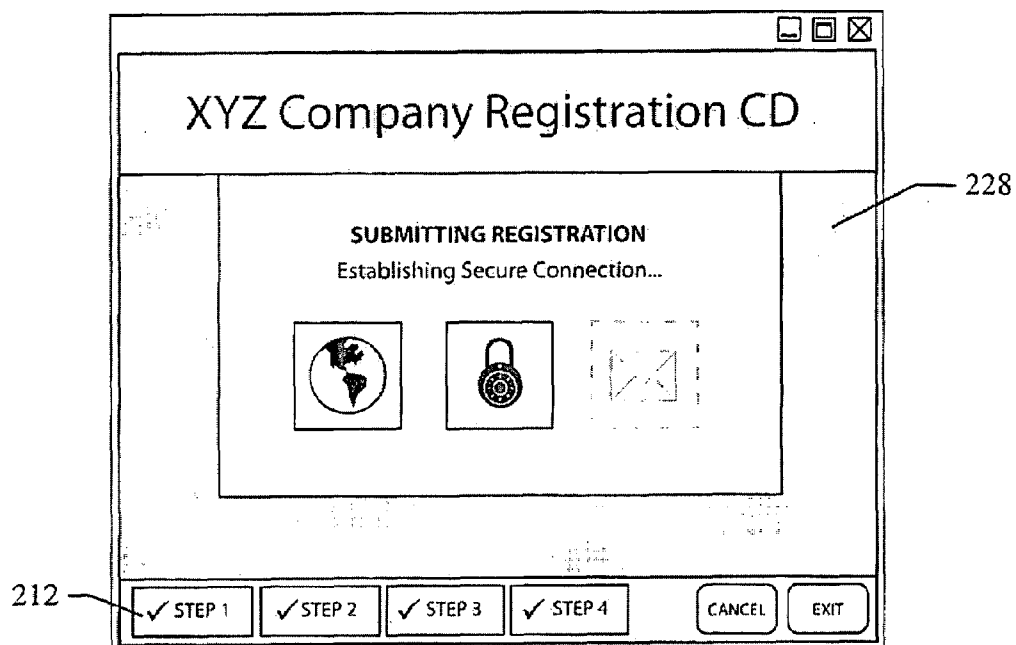 XYZ Company Registration CD
228
SUBMITTING REGISTRATION
Establishing Secure Connection...
212
✓ STEP 1 ✓ STEP 2 ✓ STEP 3 ✓ STEP 4 CANCEL EXIT